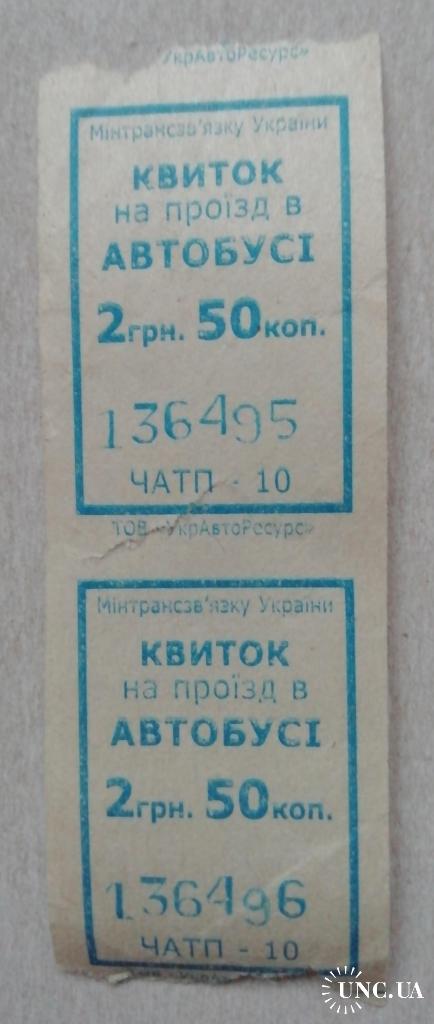 УкрАвтоРесурс»
Мінтрансзв'язку України
КВИТОК
на проїзд в
АВТОБУСІ
2грн. 50коп.
136495
ЧАТП - 10
ТОВ «УкрАвтоРесурс»
Мінтрансзв'язку України
КВИТОК
на проїзд в
АВТОБУСІ
2грн. 50коп.
136496
ЧАТП - 10
UNC.UA